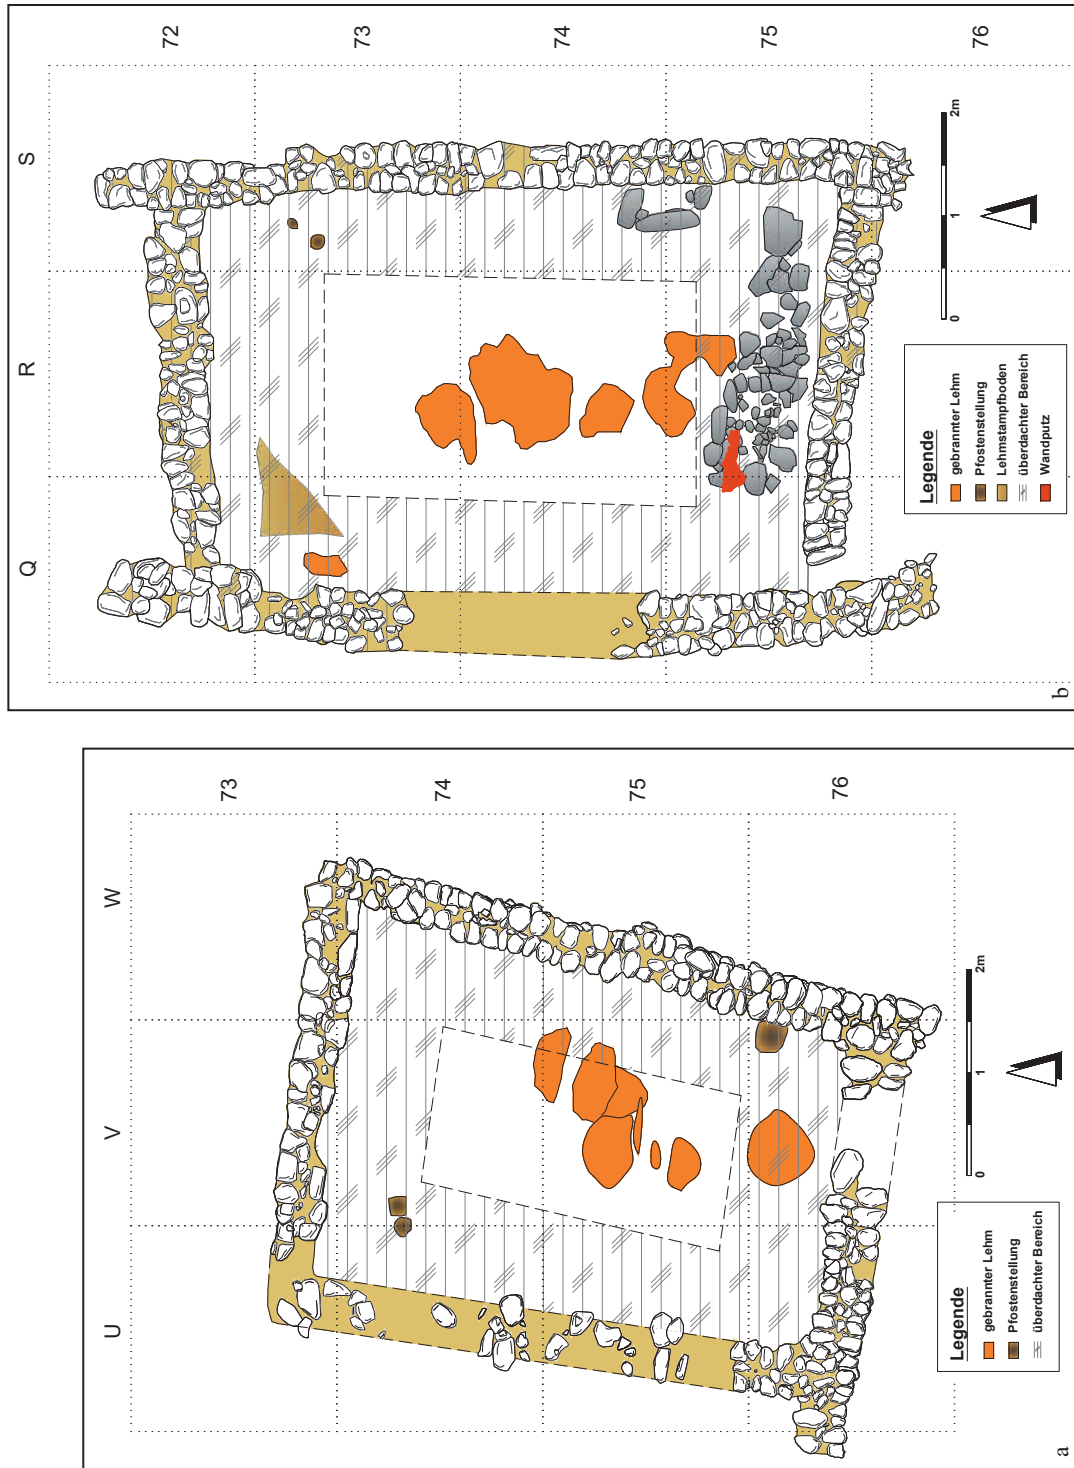 S
R
Q
72
73
74
75
76
0
1
2m
Legende
gebrannter Lehm
Pfostenstellung
Lehmstampfboden
überdachter Bereich
Wandputz
b
W
V
U
73
74
75
76
0
1
2m
Legende
gebrannter Lehm
Pfostenstellung
überdachter Bereich
a